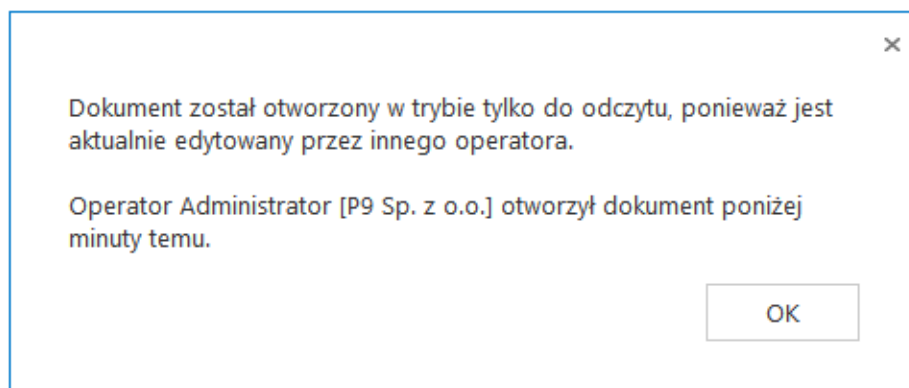 Dokument został otworzony w trybie tylko do odczytu, ponieważ jest
aktualnie edytowany przez innego operatora.
Operator Administrator [P9 Sp. z o.o.] otworzył dokument poniżej
minuty temu.
OK